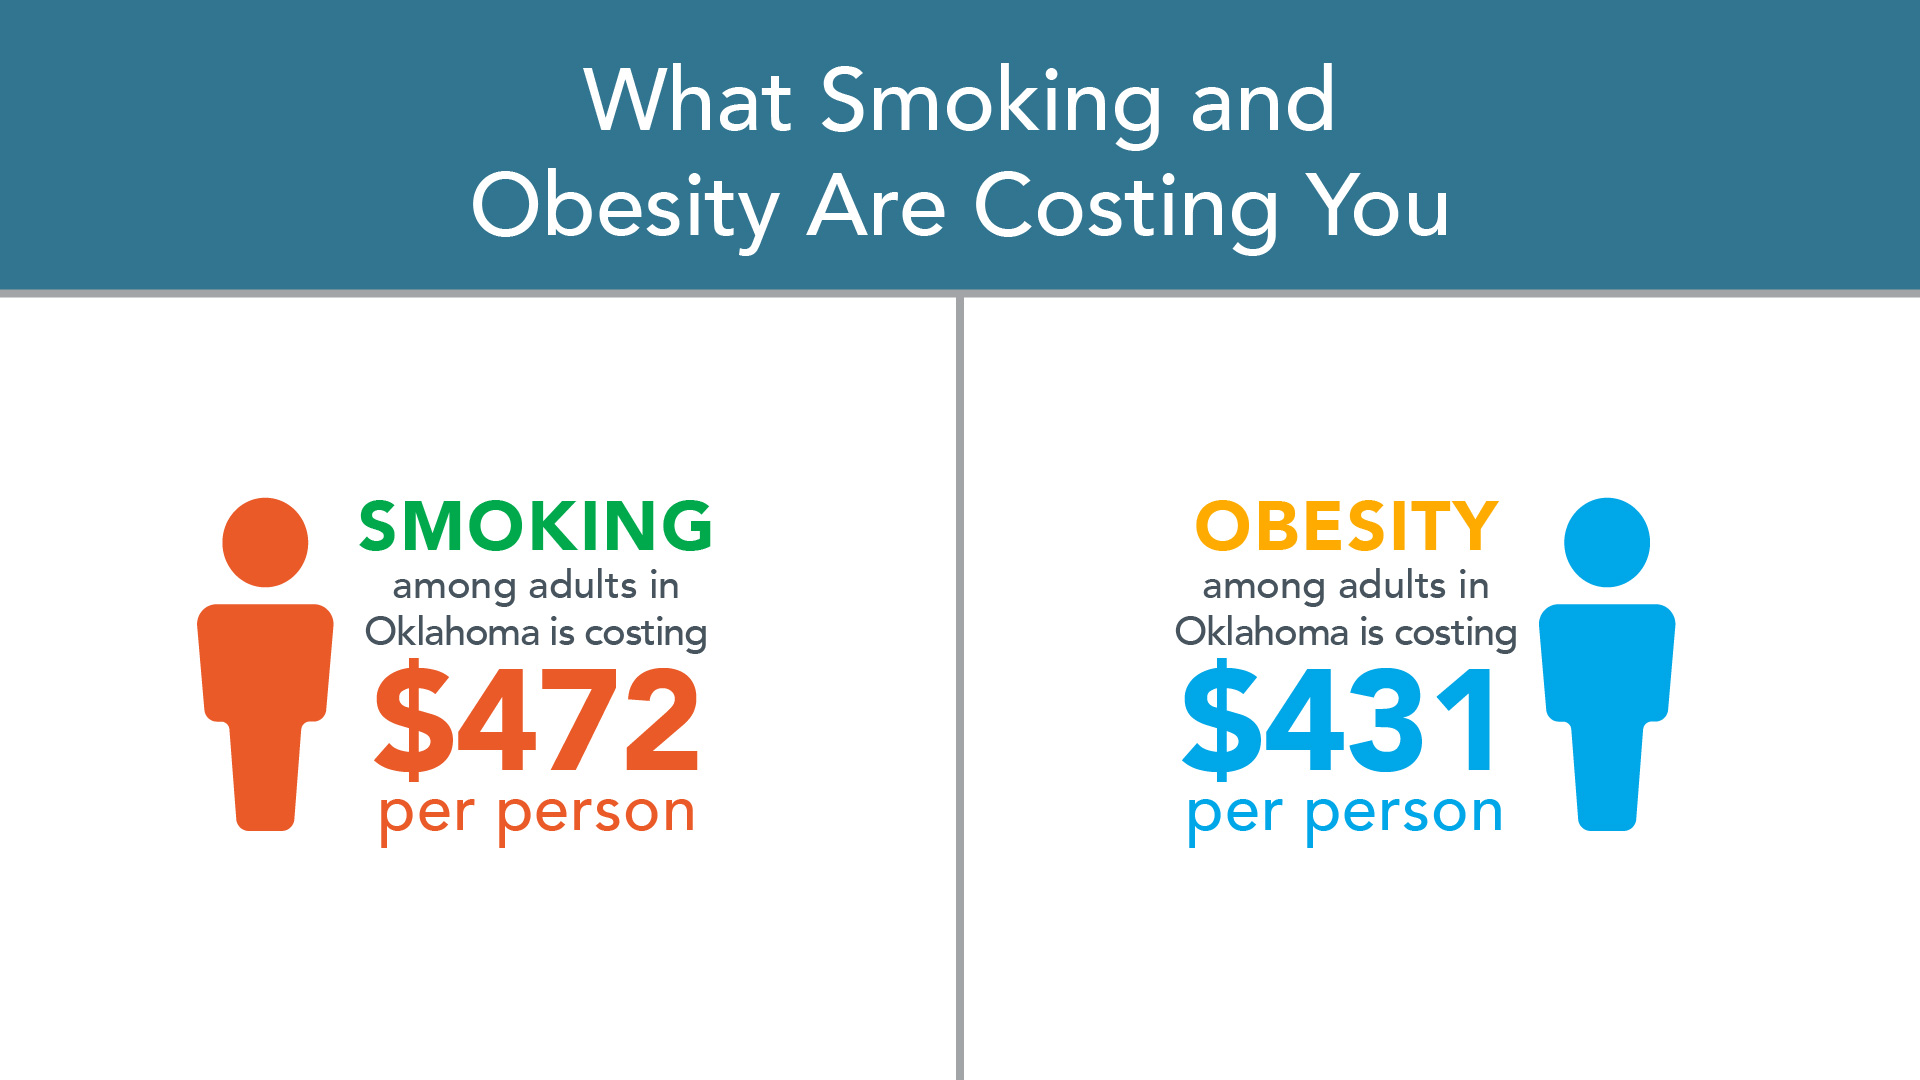 What Smoking and
Obesity Are Costing You
SMOKING
among adults in
Oklahoma is costing
$472
per person
OBESITY
among adults in
Oklahoma is costing
$431
per person